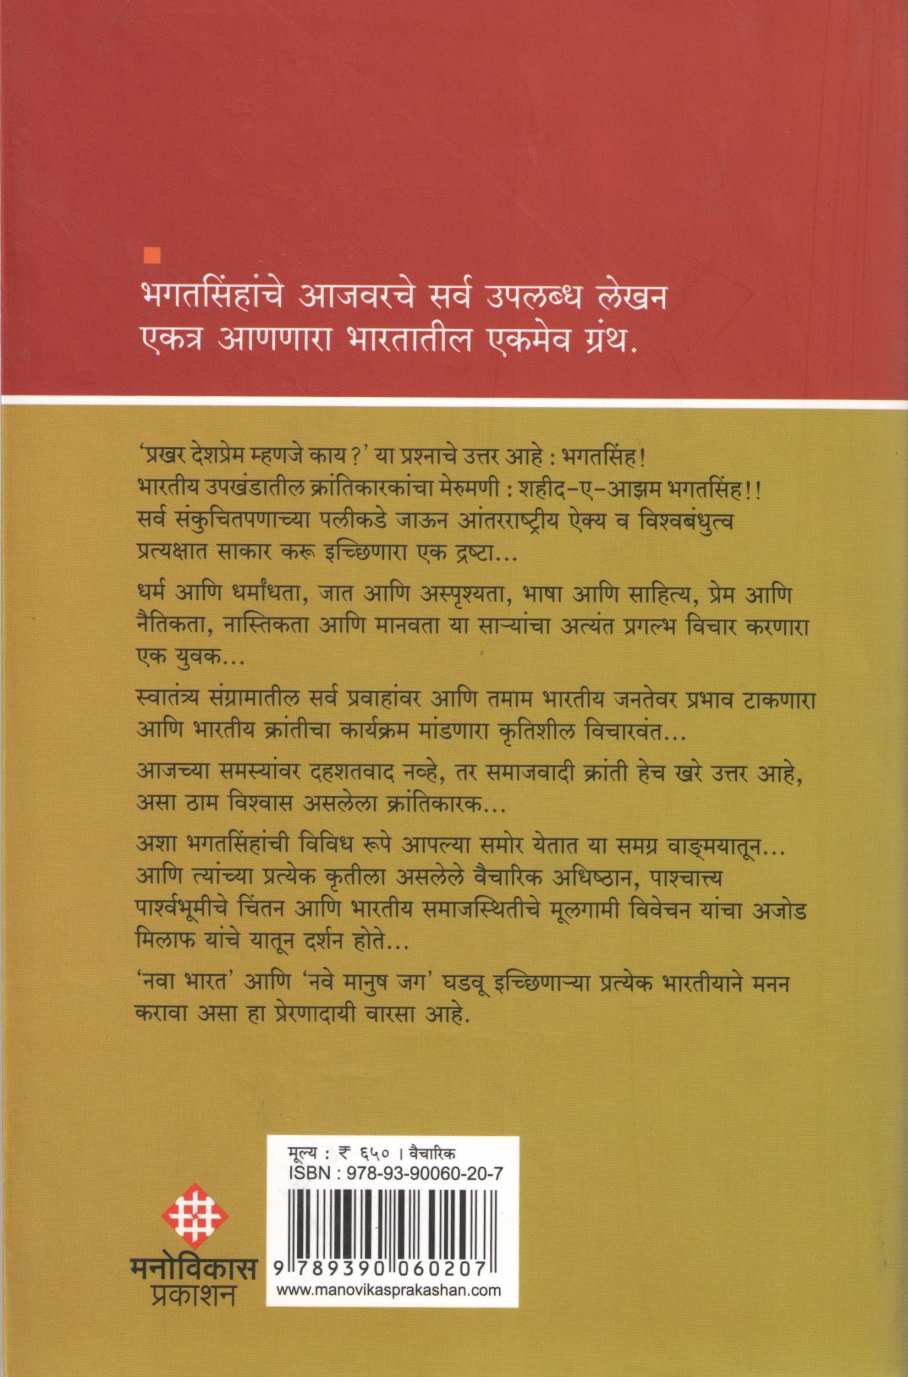 भगतसिंहांचे आजवरचे सर्व उपलब्ध लेखन
एकत्र आणणारा भारतातील एकमेव ग्रंथ.
‘प्रखर देशप्रेम म्हणजे काय?’ या प्रश्नाचे उत्तर आहे : भगतसिंह!
भारतीय उपखंडातील क्रांतिकारकांचा मेरुमणी : शहीद-ए-आझम भगतसिंह!!
सर्व संकुचितपणाच्या पलीकडे जाऊन आंतरराष्ट्रीय ऐक्य व विश्वबंधुत्व
प्रत्यक्षात साकार करू इच्छिणारा एक द्रष्टा...
धर्म आणि धर्मांधता, जात आणि अस्पृश्यता, भाषा आणि साहित्य, प्रेम आणि
नैतिकता, नास्तिकता आणि मानवता या साऱ्यांचा अत्यंत प्रगल्भ विचार करणारा
एक युवक...
स्वातंत्र्य संग्रामातील सर्व प्रवाहांवर आणि तमाम भारतीय जनतेवर प्रभाव टाकणारा
आणि भारतीय क्रांतीचा कार्यक्रम मांडणारा कृतिशील विचारवंत...
आजच्या समस्यांवर दहशतवाद नव्हे, तर समाजवादी क्रांती हेच खरे उत्तर आहे,
असा ठाम विश्वास असलेला क्रांतिकारक...
अशा भगतसिंहांची विविध रूपे आपल्या समोर येतात या समग्र वाङ्मयातून...
आणि त्यांच्या प्रत्येक कृतीला असलेले वैचारिक अधिष्ठान, पाश्चात्त्य
पार्श्वभूमीचे चिंतन आणि भारतीय समाजस्थितीचे मूलगामी विवेचन यांचा अजोड
मिलाफ यांचे यातून दर्शन होते...
‘नवा भारत’ आणि ‘नवे मानुष जग’ घडवू इच्छिणाऱ्या प्रत्येक भारतीयाने मनन
करावा असा हा प्रेरणादायी वारसा आहे.
मूल्य : ₹ ६५० । वैचारिक
ISBN : 978-93-90060-20-7
9 789390 060207
www.manovikasprakashan.com
मनोविकास
प्रकाशन